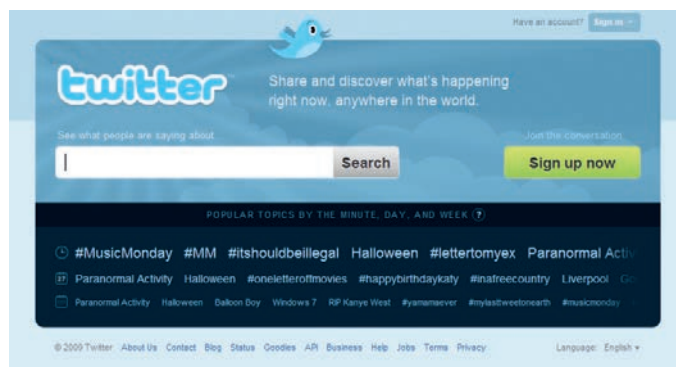 Have an account? Sign in
twitter
Share and discover what's happening
right now, anywhere in the world.
See what people are saying about...
Join the conversation
Search
Sign up now
POPULAR TOPICS BY THE MINUTE, DAY, AND WEEK ?
#MusicMonday #MM #itshouldbeillegal Halloween #lettertomyex Paranormal Activ
27 Paranormal Activity Halloween #oneletteroffmovies #happybirthdaykaty #inafreecountry Liverpool
Paranormal Activity Halloween Balloon Boy Windows 7 RIP Kanye West #yamamaever #mylasttweetonearth #musicmonday
© 2009 Twitter About Us Contact Blog Status Goodies API Business Help Jobs Terms Privacy Language: English